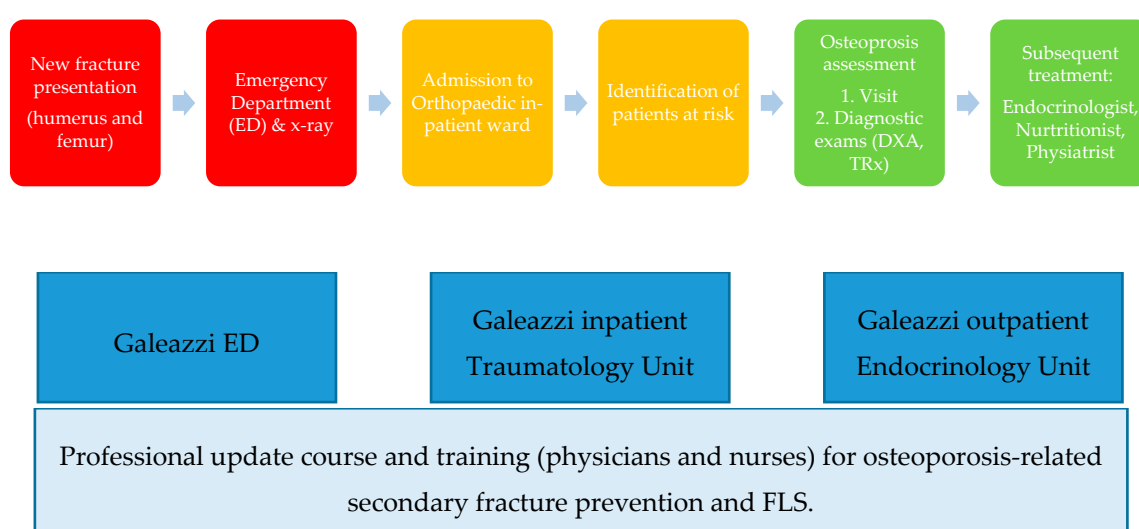 New fracture
presentation
(humerus and
femur)
Emergency
Department
(ED) & x-ray
Admission to
Orthopaedic in-
patient ward
Identification of
patients at risk
Osteoprosis
assessment
1. Visit
2. Diagnostic
exams (DXA,
TRx)
Subsequent
treatment:
Endocrinologist,
Nurtritionist,
Physiatrist
Galeazzi ED
Galeazzi inpatient
Traumatology Unit
Galeazzi outpatient
Endocrinology Unit
Professional update course and training (physicians and nurses) for osteoporosis-related
secondary fracture prevention and FLS.